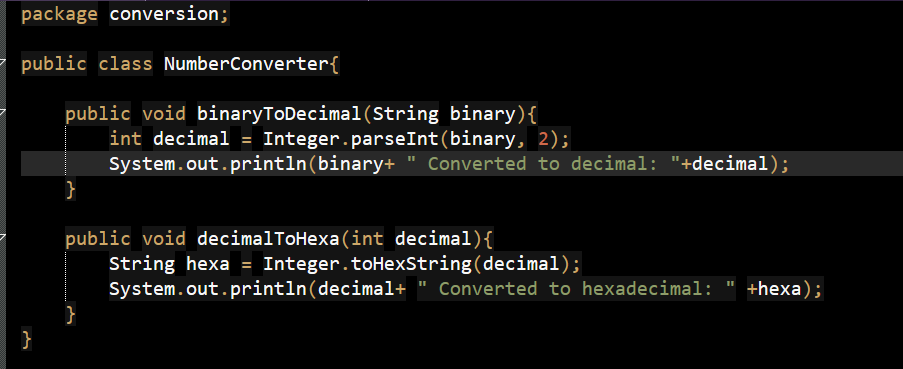 package conversion;
public class NumberConverter{
public void binaryToDecimal(String binary){
int decimal = Integer.parseInt(binary, 2);
System.out.println(binary+ " Converted to decimal: "+decimal);
}
public void decimalToHexa(int decimal){
String hexa = Integer.toHexString(decimal);
System.out.println(decimal+ " Converted to hexadecimal: " +hexa);
}
}